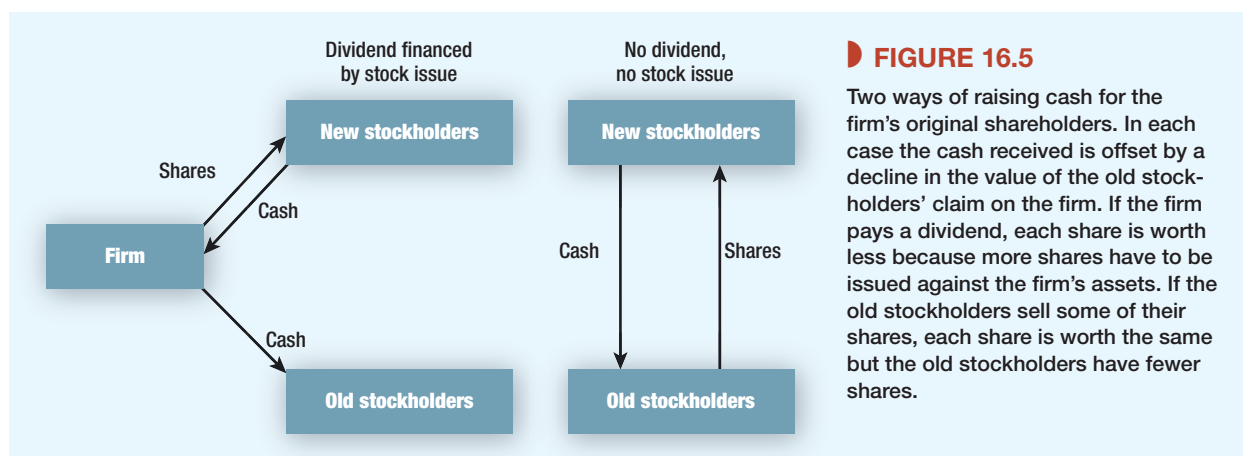 Dividend financed
by stock issue
New stockholders
Shares
Cash
Firm
Cash
Old stockholders
No dividend,
no stock issue
New stockholders
Cash
Shares
Old stockholders
FIGURE 16.5
Two ways of raising cash for the
firm's original shareholders. In each
case the cash received is offset by a
decline in the value of the old stock-
holders' claim on the firm. If the firm
pays a dividend, each share is worth
less because more shares have to be
issued against the firm's assets. If the
old stockholders sell some of their
shares, each share is worth the same
but the old stockholders have fewer
shares.